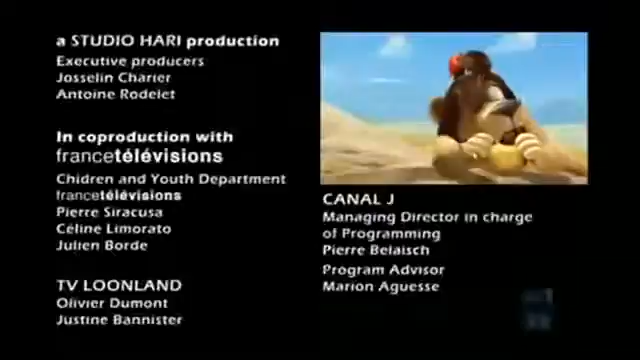 a STUDIO HARI production
Executive producers
Josselin Charier
Antoine Rodelet
In coproduction with
francetélévisions
Chidren and Youth Department
francetélévisions
Pierre Siracusa
Céline Limorato
Julien Borde
TV LOONLAND
Olivier Dumont
Justine Bannister
CANAL J
Managing Director in charge
of Programming
Pierre Belaisch
Program Advisor
Marion Aguesse